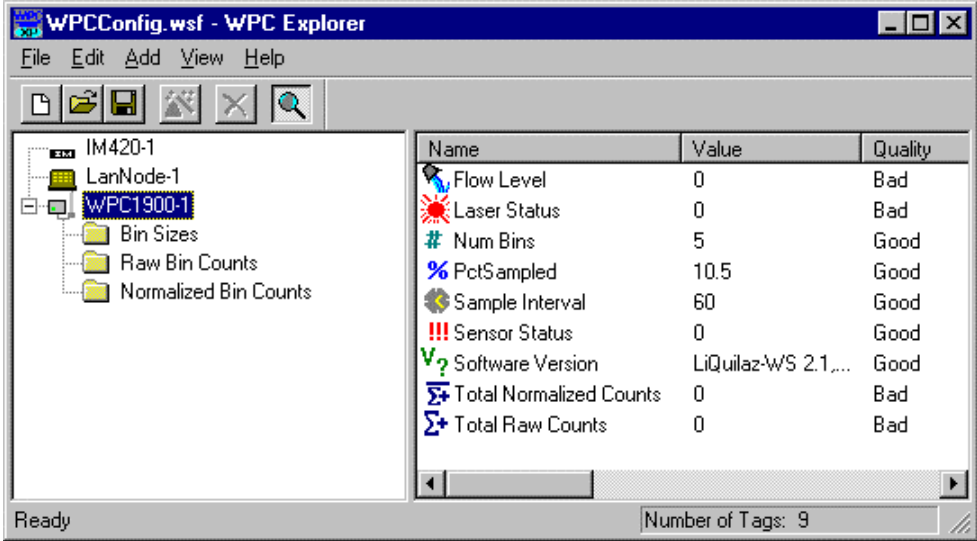 WPCConfig.wsf - WPC Explorer
File Edit Add View Help
IM420-1
LanNode-1
WPC1900-1
Bin Sizes
Raw Bin Counts
Normalized Bin Counts
Name Value Quality
Flow Level 0 Bad
Laser Status 0 Bad
# Num Bins 5 Good
% PctSampled 10.5 Good
Sample Interval 60 Good
!!! Sensor Status 0 Good
V? Software Version LiQuilaz-WS 2.1,... Good
Σ+ Total Normalized Counts 0 Bad
Σ+ Total Raw Counts 0 Bad
Ready Number of Tags: 9